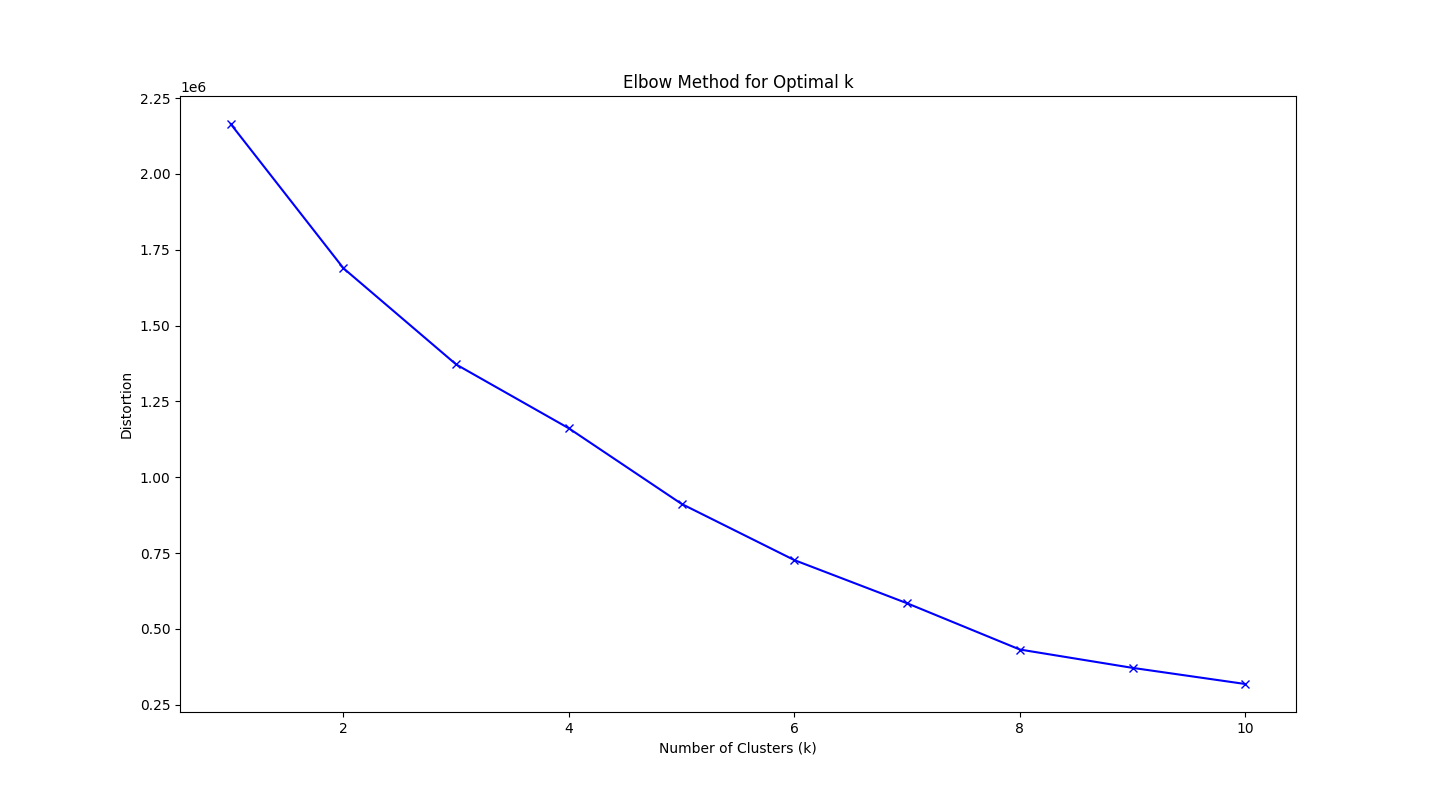 Elbow Method for Optimal k
1e6
2.25
2.00
1.75
1.50
1.25
1.00
0.75
0.50
0.25
Distortion
2 4 6 8 10
Number of Clusters (k)